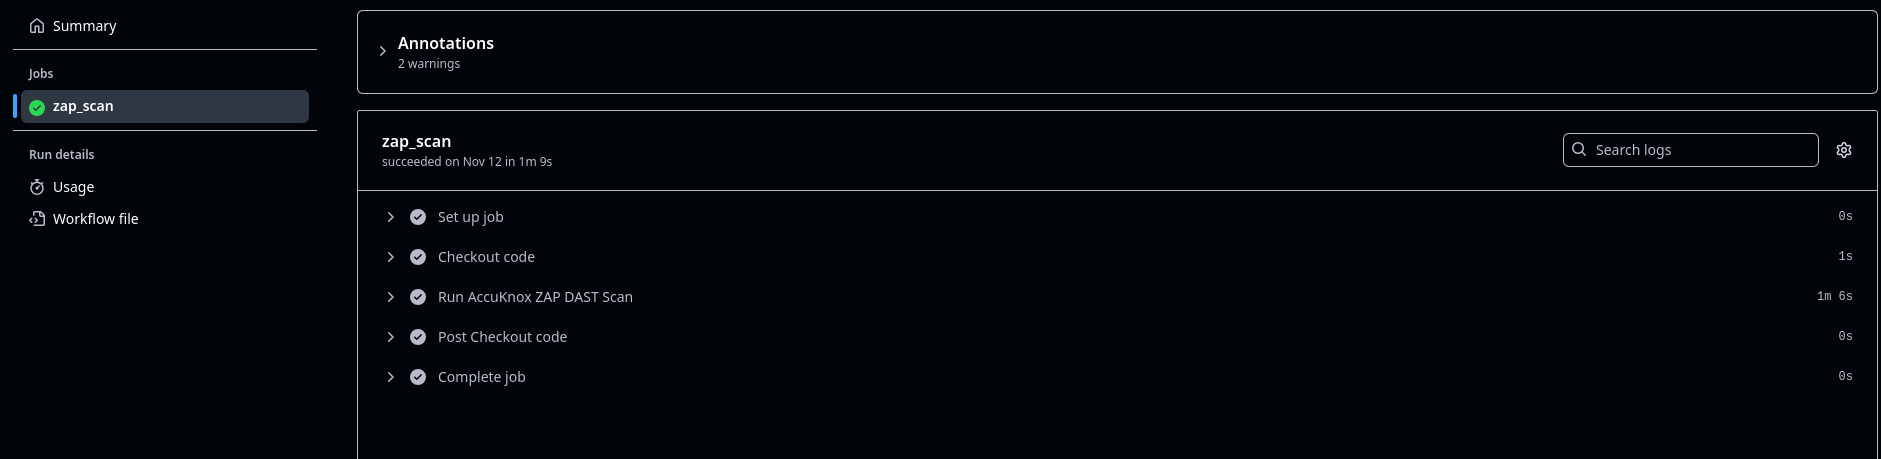 Summary
Jobs
zap_scan
Run details
Usage
Workflow file
Annotations
2 warnings
zap_scan
succeeded on Nov 12 in 1m 9s
Search logs
Set up job 0s
Checkout code 1s
Run AccuKnox ZAP DAST Scan 1m 6s
Post Checkout code 0s
Complete job 0s